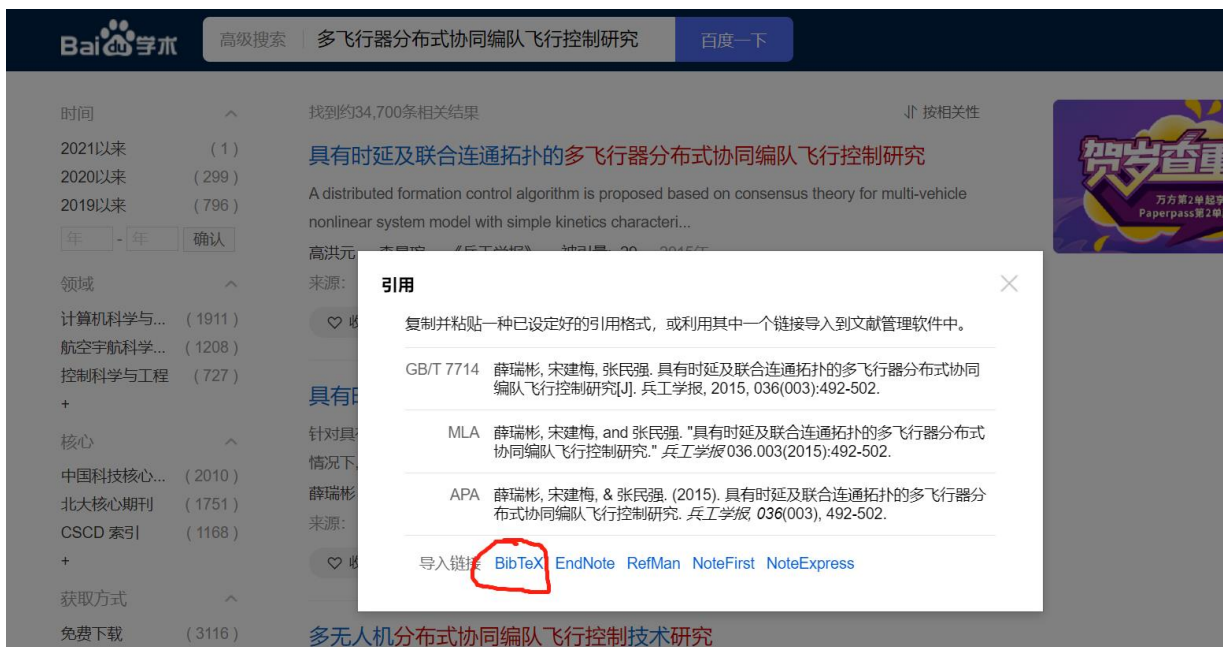 Bai du 学术
高级搜索 多飞行器分布式协同编队飞行控制研究 百度一下
时间
2021以来 (1)
2020以来 (299)
2019以来 (796)
年 - 年 确认
领域
计算机科学与... (1911)
航空宇航科学... (1208)
控制科学与工程 (727)
+
核心
中国科技核心... (2010)
北大核心期刊 (1751)
CSCD 索引 (1168)
+
获取方式
免费下载 (3116)
找到约34,700条相关结果 按相关性
具有时延及联合连通拓扑的多飞行器分布式协同编队飞行控制研究
A distributed formation control algorithm is proposed based on consensus theory for multi-vehicle
nonlinear system model with simple kinetics characteri...
高洪元
来源:
具有
针对具
情况下,
薛瑞彬
来源:
多无人机分布式协同编队飞行控制技术研究
引用
复制并粘贴一种已设定好的引用格式，或利用其中一个链接导入到文献管理软件中。
GB/T 7714 薛瑞彬, 宋建梅, 张民强. 具有时延及联合连通拓扑的多飞行器分布式协同
编队飞行控制研究[J]. 兵工学报, 2015, 036(003):492-502.
MLA 薛瑞彬, 宋建梅, and 张民强. "具有时延及联合连通拓扑的多飞行器分布式
协同编队飞行控制研究." 兵工学报 036.003(2015):492-502.
APA 薛瑞彬, 宋建梅, & 张民强. (2015). 具有时延及联合连通拓扑的多飞行器分
布式协同编队飞行控制研究. 兵工学报, 036(003), 492-502.
导入链接 BibTeX EndNote RefMan NoteFirst NoteExpress
贺岁查重
万方第2单起享
Paperpass第2单